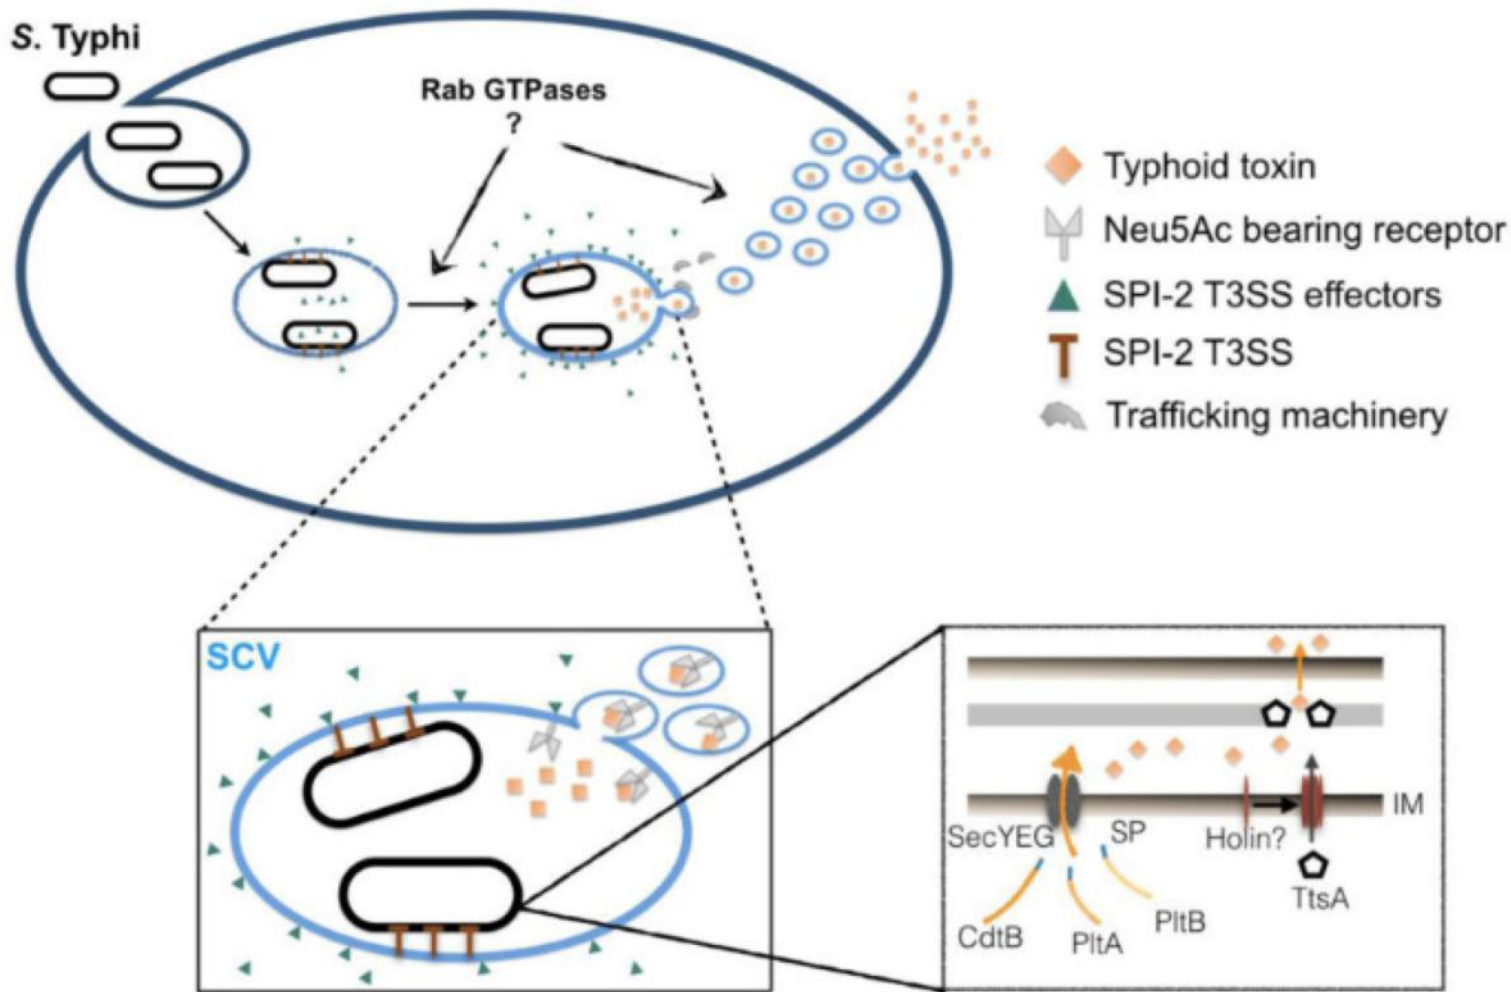 S. Typhi
Rab GTPases
?
Typhoid toxin
Neu5Ac bearing receptor
SPI-2 T3SS effectors
SPI-2 T3SS
Trafficking machinery
SCV
IM
SecYEG
SP
Holin?
TtsA
CdtB
PltA
PltB